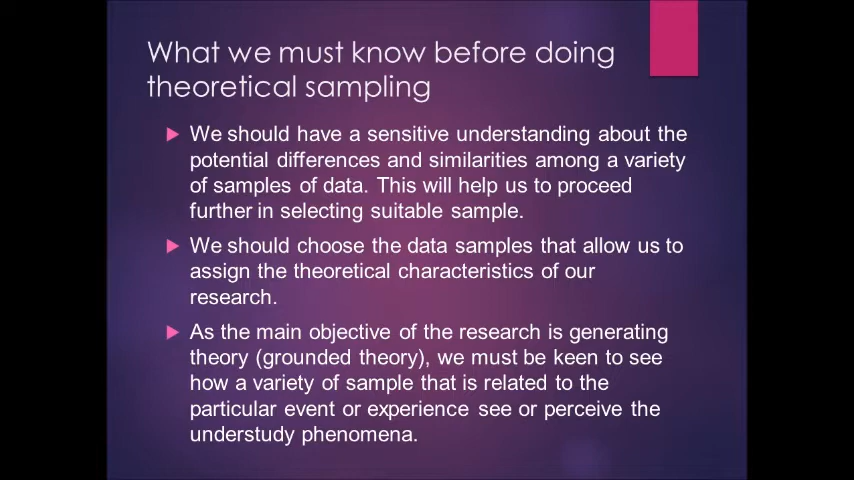 What we must know before doing
theoretical sampling
We should have a sensitive understanding about the
potential differences and similarities among a variety
of samples of data. This will help us to proceed
further in selecting suitable sample.
We should choose the data samples that allow us to
assign the theoretical characteristics of our
research.
As the main objective of the research is generating
theory (grounded theory), we must be keen to see
how a variety of sample that is related to the
particular event or experience see or perceive the
understudy phenomena.